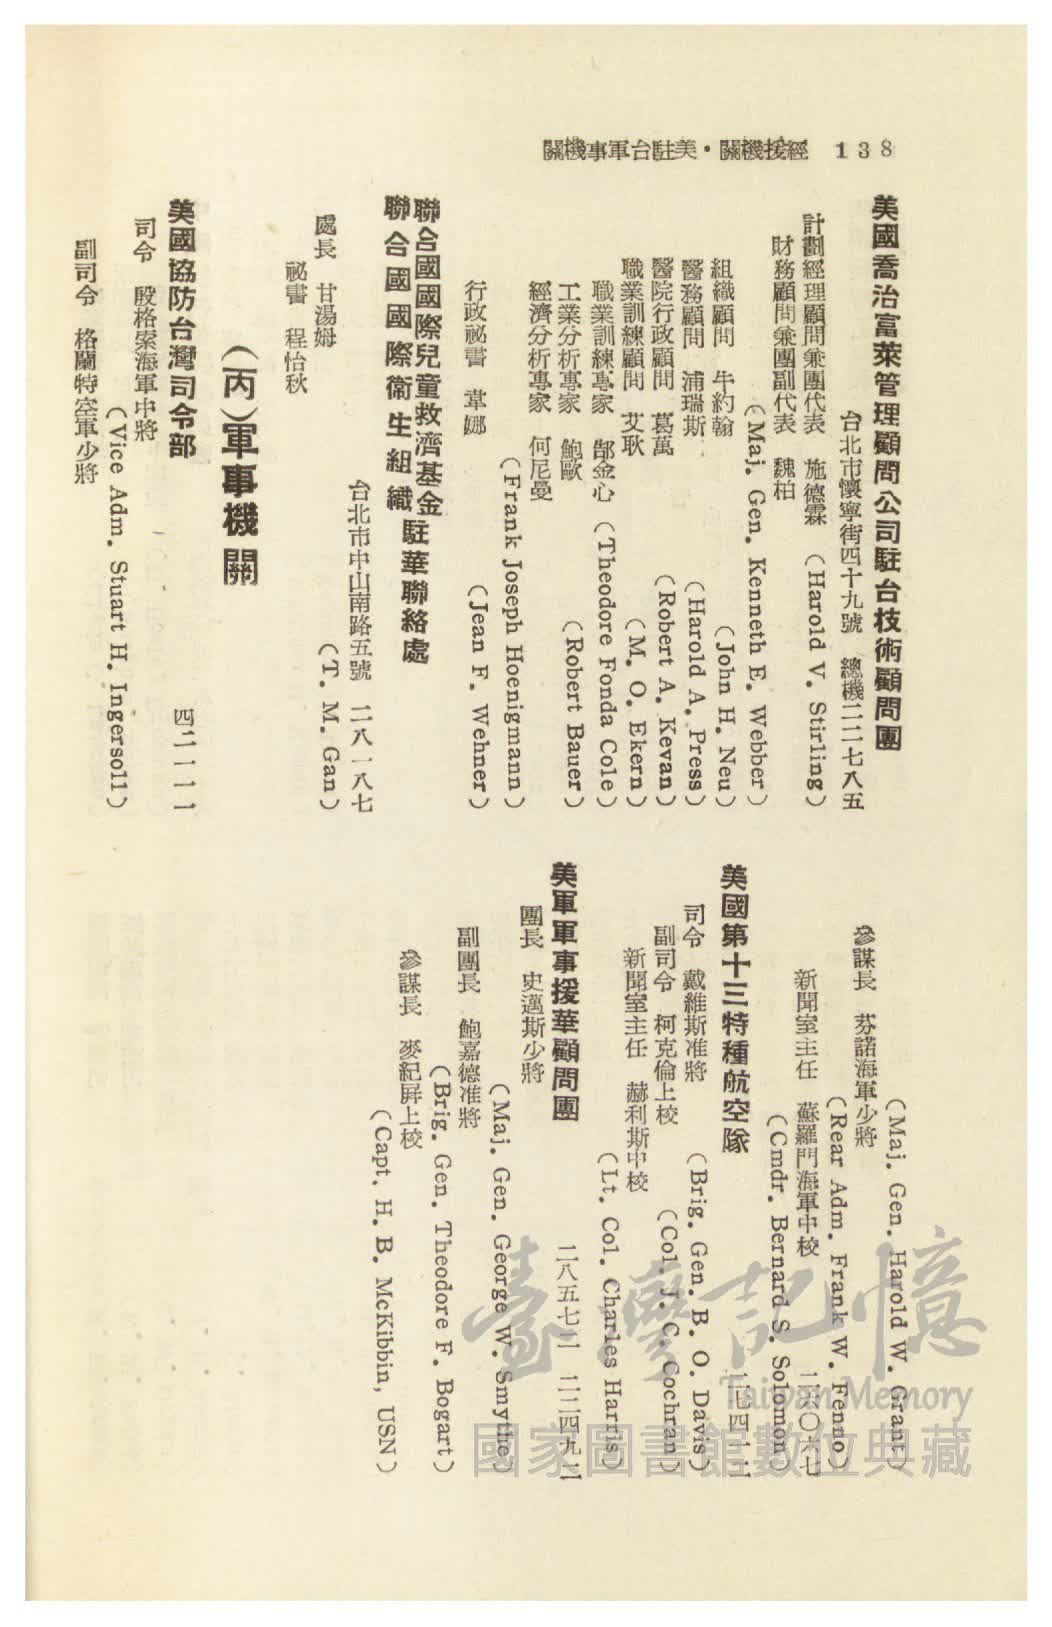 138　經援機關・美駐台軍事機關
美國喬治富萊管理顧問公司駐台技術顧問團
台北市懷寧街四十九號　總機二三七八五
計劃經理顧問兼團代表　施德霖　(Harold V. Stirling)
財務顧問兼團副代表　魏柏
(Maj. Gen. Kenneth E. Webber)
組織顧問　牛約翰　(John H. Neu)
醫務顧問　浦瑞斯　(Harold A. Press)
醫院行政顧問　葛萬　(Robert A. Kevan)
職業訓練顧問　艾耿　(M. O. Ekern)
職業訓練專家　郜金心　(Theodore Fonda Cole)
工業分析專家　鮑歐　(Robert Bauer)
經濟分析專家　何尼曼
(Frank Joseph Hoenigmann)
行政祕書　韋娜　(Jean F. Wehner)
聯合國國際兒童救濟基金
聯合國國際衞生組織
駐華聯絡處
台北市中山南路五號　二八一八七
處長　甘湯姆　(T. M. Gan)
祕書　程怡秋
(丙)軍事機關
美國協防台灣司令部
司令　殷格索海軍中將
(Vice Adm. Stuart H. Ingersoll)
副司令　格蘭特空軍少將
(Maj. Gen. Harold W. Grant)
參謀長　芬諾海軍少將
(Rear Adm. Frank W. Fenno)
新聞室主任　蘇羅門海軍中校
(Cmdr. Bernard S. Solomon)
美國第十三特種航空隊
司令　戴維斯准將　(Brig. Gen. B. O. Davis)
副司令　柯克倫上校　(Col. J. C. Cochran)
新聞室主任　赫利斯中校
(Lt. Col. Charles Harris)
美軍軍事援華顧問團
團長　史邁斯少將
(Maj. Gen. George W. Smythe)
副團長　鮑嘉德准將
(Brig. Gen. Theodore F. Bogart)
參謀長　麥紀屏上校
(Capt. H. B. McKibbin, USN)
臺灣記憶
Taiwan Memory
國家圖書館數位典藏